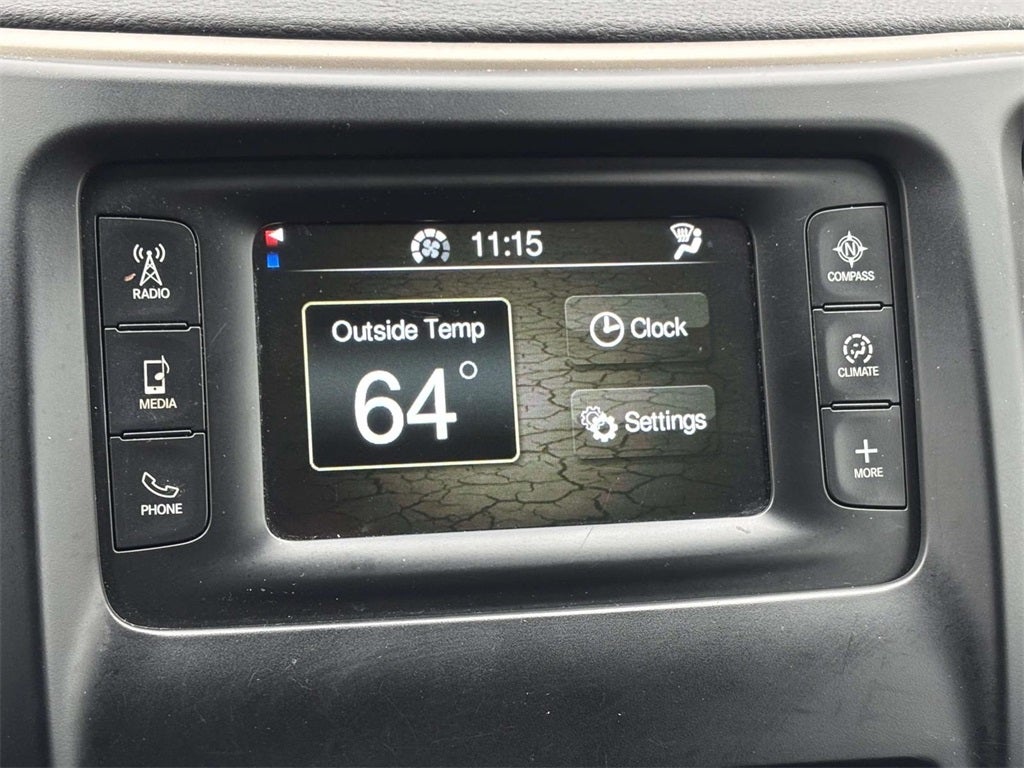 11:15
RADIO
MEDIA
PHONE
Outside Temp
64°
Clock
Settings
N
COMPASS
CLIMATE
+
MORE